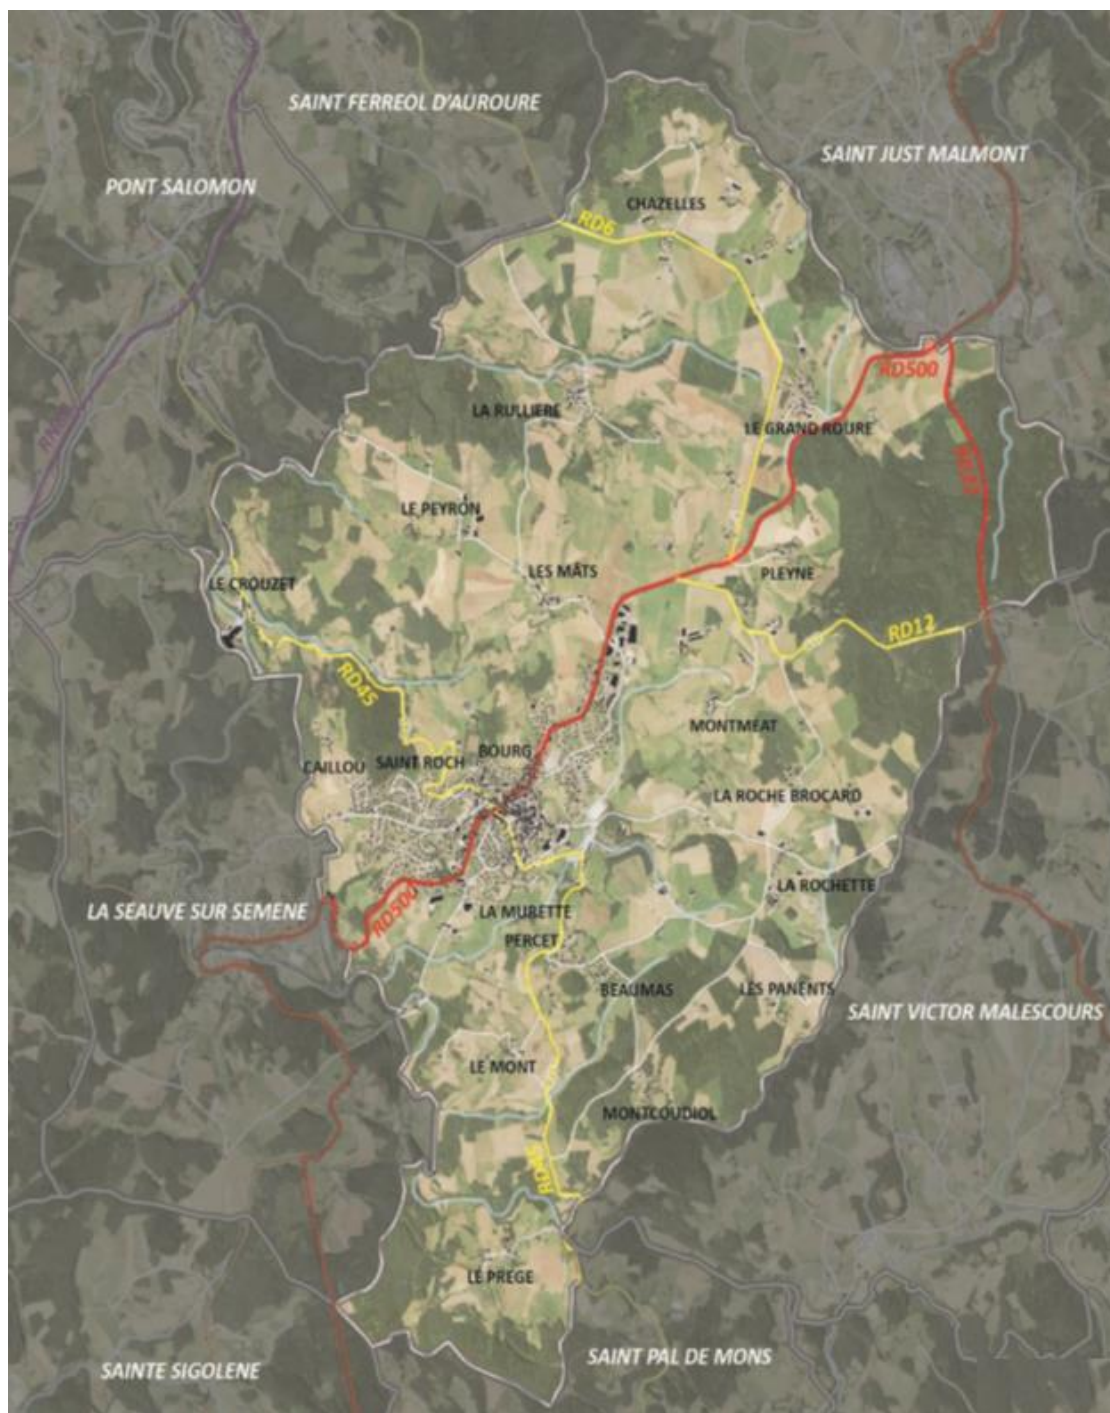 SAINT FERREOL D'AUROURE
SAINT JUST MALMONT
PONT SALOMON
CHAZELLES
RD6
RD500
LA RULLIERE
LE GRAND ROURE
LE PEYRON
LES MÂTS
PLEYNE
LE CROUZET
RD12
RD45
MONTMEAT
BOURG
SAINT ROCH
CAILLOU
LA ROCHE BROCARD
LA ROCHETTE
RD500
LA SEAUVE SUR SEMENE
LA MURETTE
PERCET
BEAUMAS
LES PANENTS
SAINT VICTOR MALESCOURS
LE MONT
MONTCOUDIOL
LE PREGE
SAINT PAL DE MONS
SAINTE SIGOLENE